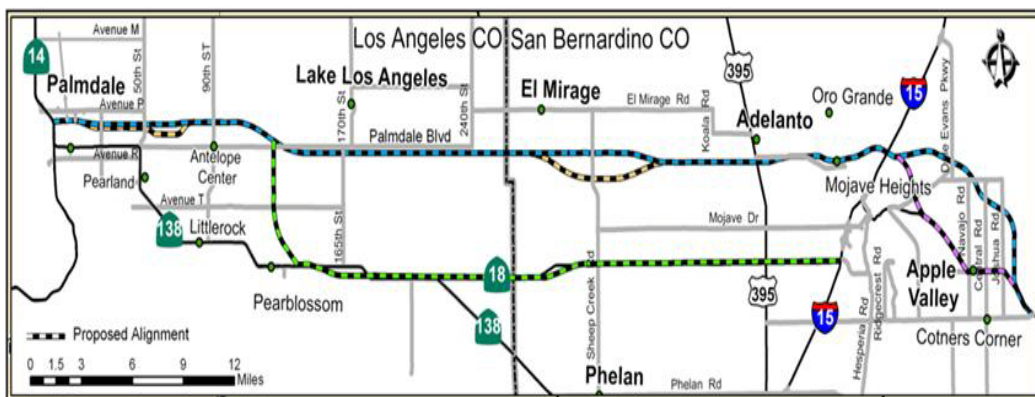 Avenue M
Los Angeles CO
San Bernardino CO
14
Palmdale
50th St
90th ST
Lake Los Angeles
170th St
240th St
El Mirage
El Mirage Rd
Koala Rd
395
Adelanto
Oro Grande
15
Dale Evans Pkwy
Avenue P
Palmdale Blvd
Avenue R
Antelope
Center
Pearland
Mojave Heights
Avenue T
165th St
Mojave Dr
Navajo Rd
Central Rd
Joshua Rd
138
Littlerock
Sheep Creek Rd
18
Apple
Valley
Pearblossom
395
15
Hesperia Rd
Ridgecrest Rd
138
Cotners Corner
Proposed Alignment
0 1.5 3 6 9 12
Miles
Phelan
Phelan Rd